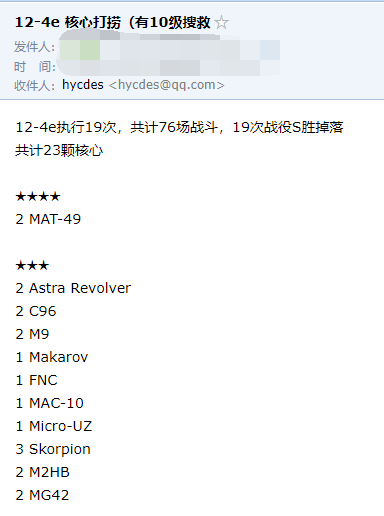 12-4e 核心打捞（有10级搜救 ☆
发件人：
时　间：
收件人：hycdes <hycdes@qq.com>
12-4e执行19次，共计76场战斗，19次战役S胜掉落
共计23颗核心
★★★★
2 MAT-49
★★★
2 Astra Revolver
2 C96
2 M9
1 Makarov
1 FNC
1 MAC-10
1 Micro-UZ
3 Skorpion
2 M2HB
2 MG42